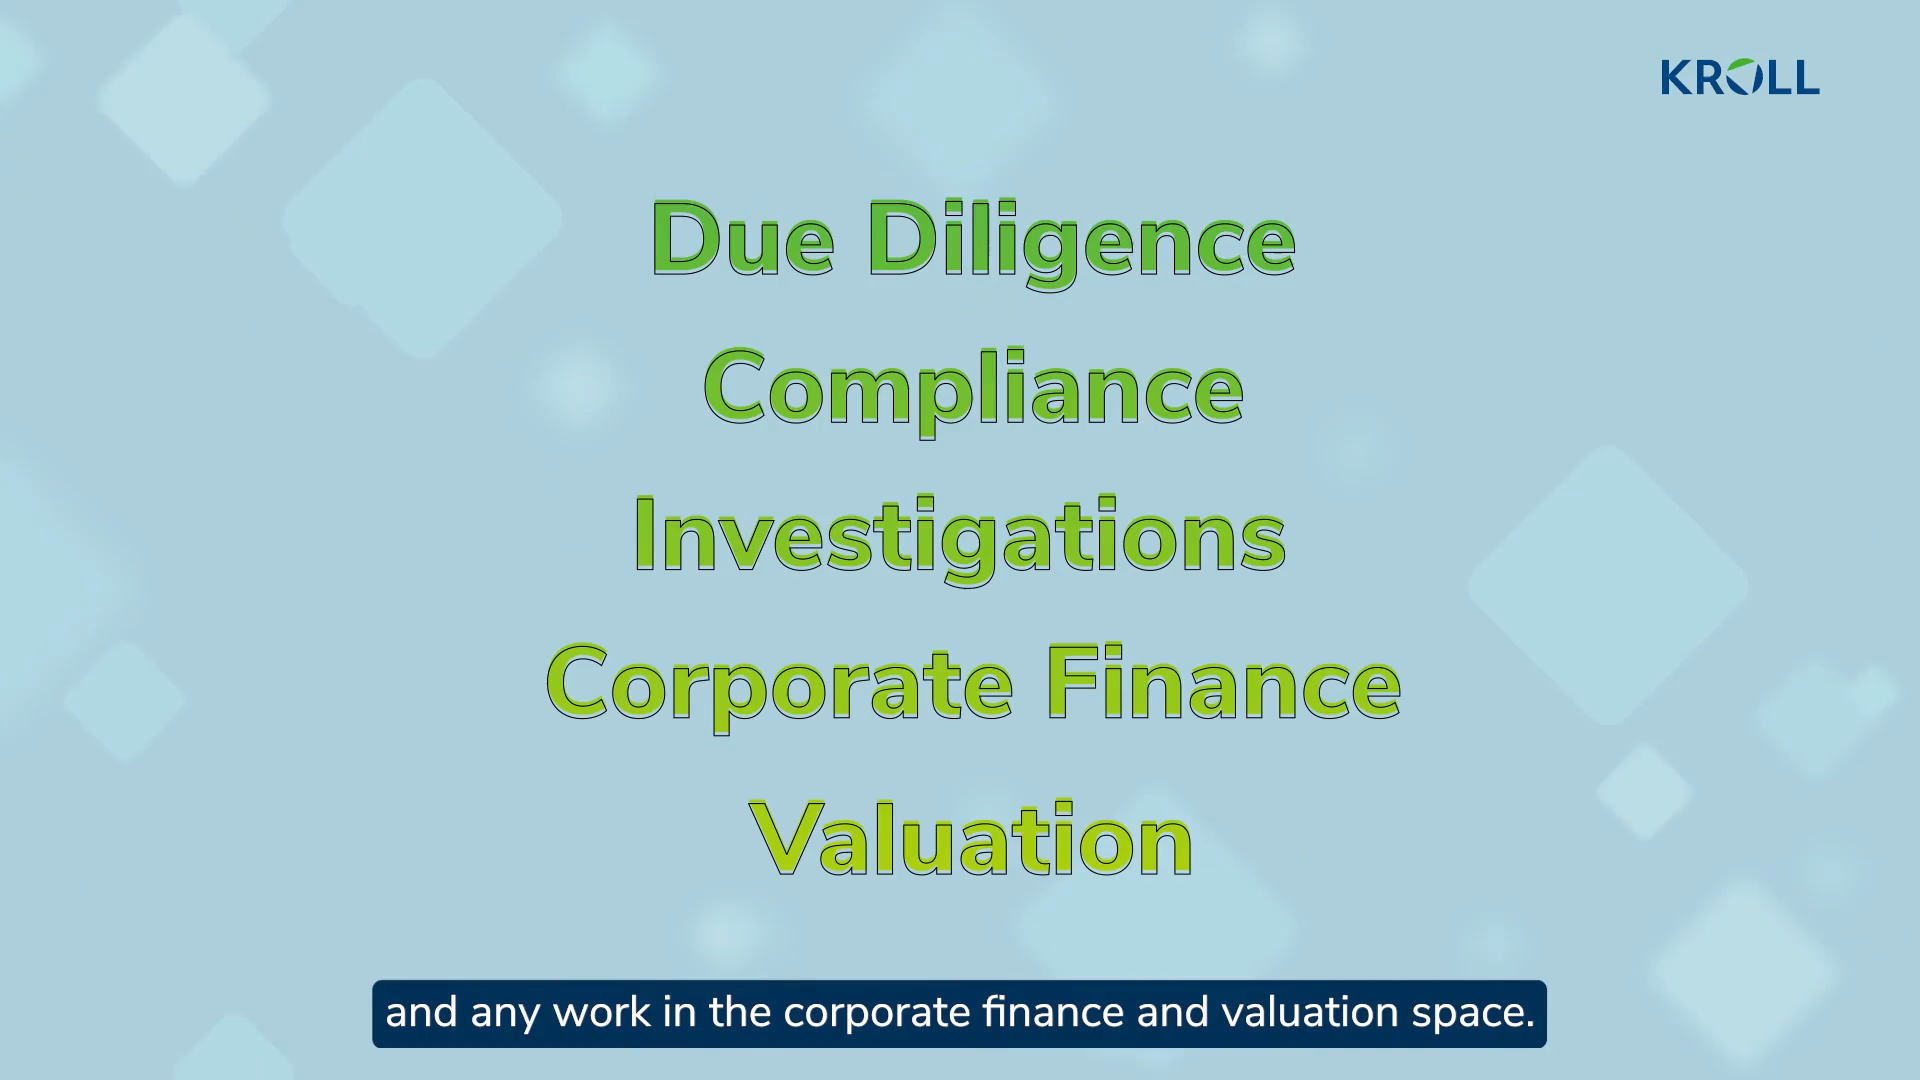 KROLL
Due Diligence
Compliance
Investigations
Corporate Finance
Valuation
and any work in the corporate finance and valuation space.